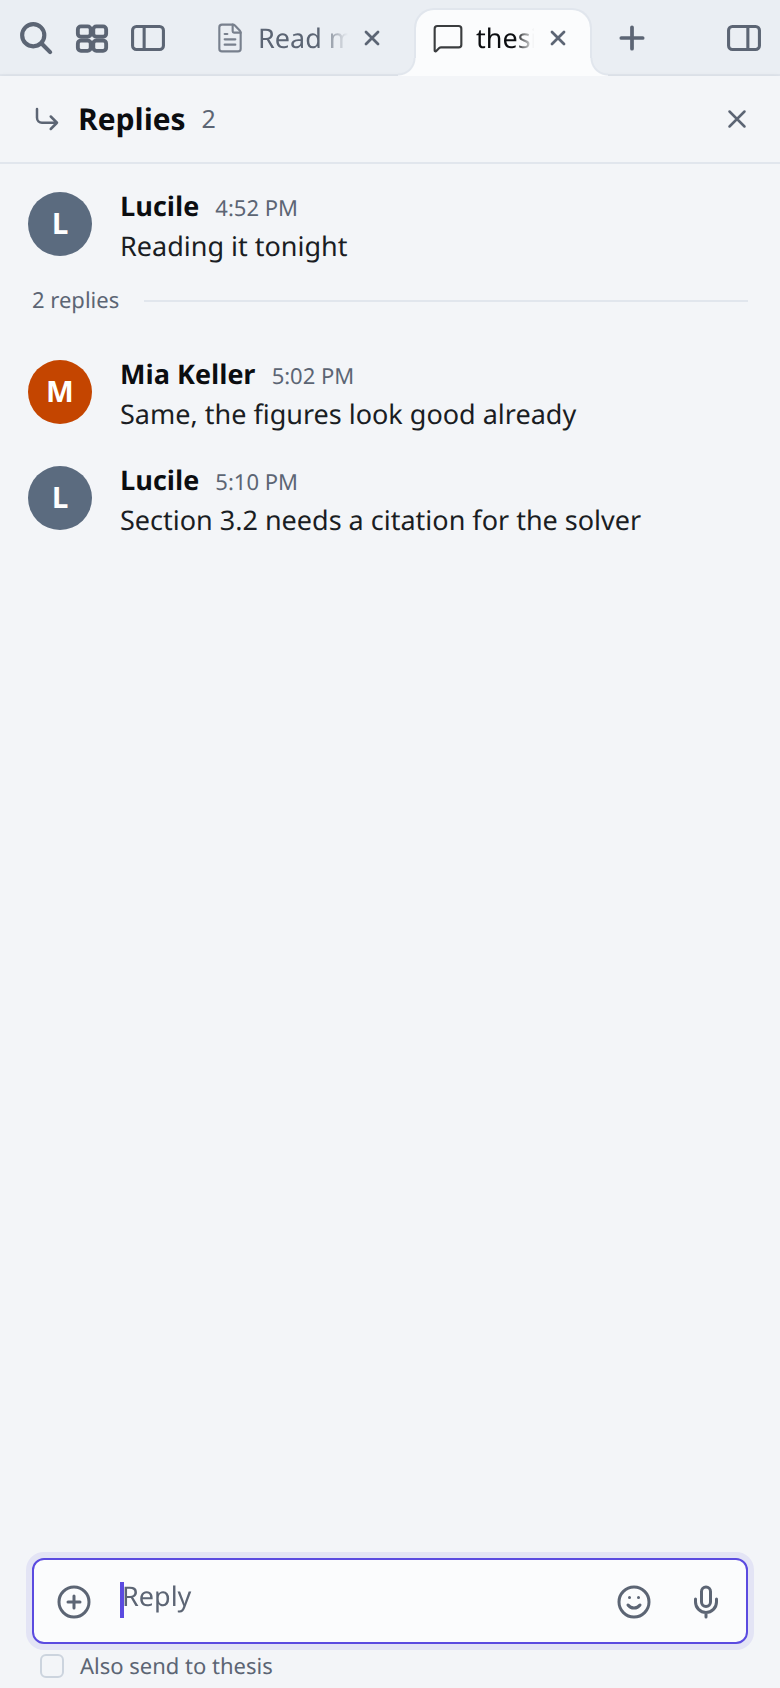 Read
thes
Replies 2
L
Lucile 4:52 PM
Reading it tonight
2 replies
M
Mia Keller 5:02 PM
Same, the figures look good already
L
Lucile 5:10 PM
Section 3.2 needs a citation for the solver
Reply
Also send to thesis